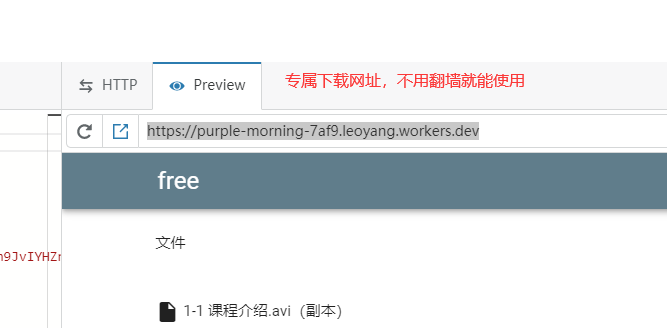 HTTP
Preview
专属下载网址，不用翻墙就能使用
https://purple-morning-7af9.leoyang.workers.dev
free
文件
n9JvIYHZr
1-1 课程介绍.avi（副本）